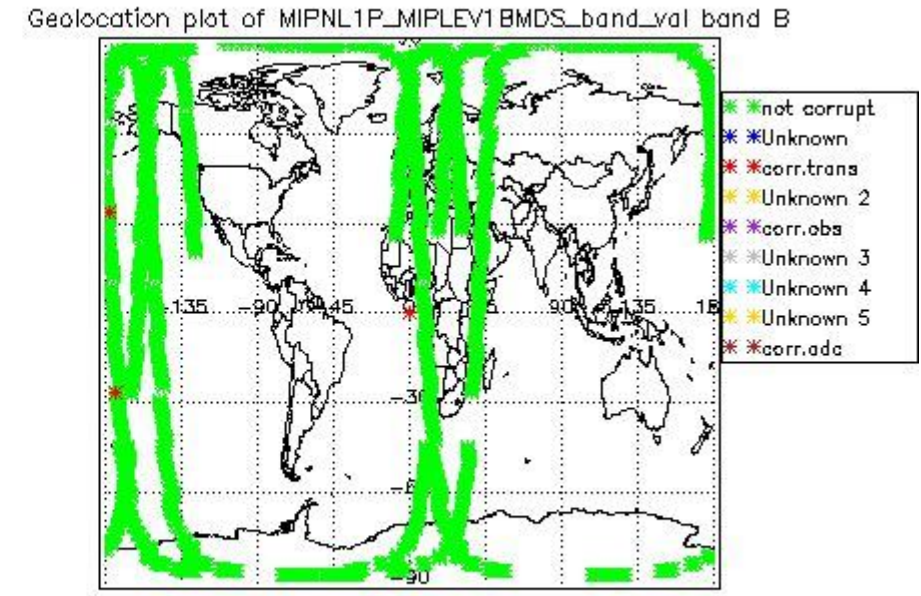 Geolocation plot of MIPNL1P_MIPLEV1BMDS_band_val band B
not corrupt
Unknown
corr.trans
Unknown 2
corr.obs
Unknown 3
Unknown 4
Unknown 5
corr.adc
-135 -90 -45 90 135
-90